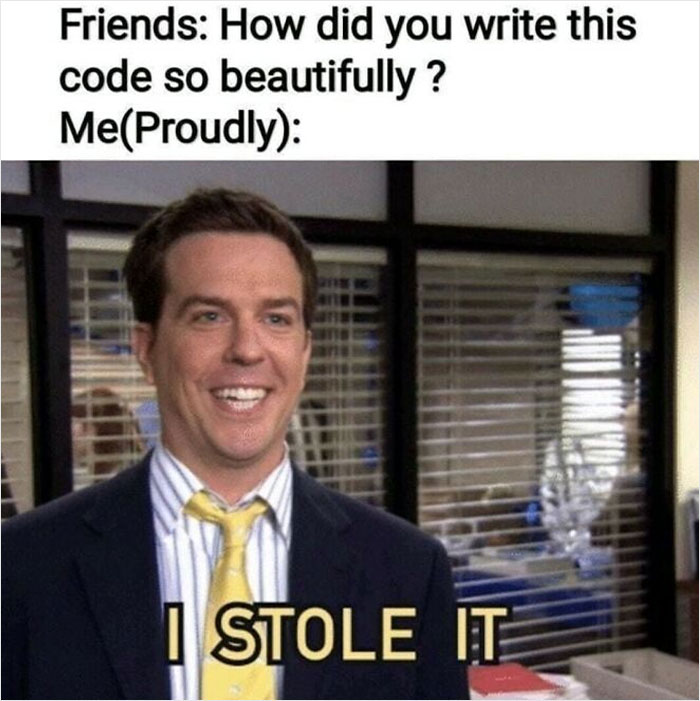 Friends: How did you write this
code so beautifully ?
Me(Proudly):
I STOLE IT